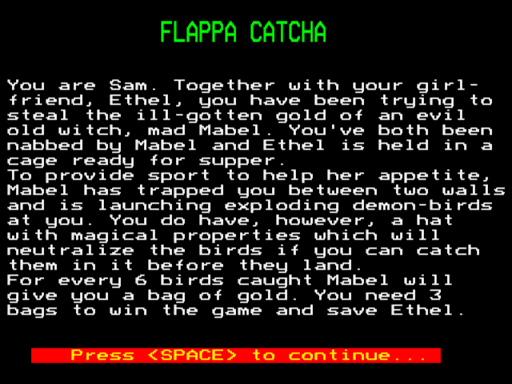 FLAPPA CATCHA
You are Sam. Together with your girl-
friend, Ethel, you have been trying to
steal the ill-gotten gold of an evil
old witch, mad Mabel. You've both been
nabbed by Mabel and Ethel is held in a
cage ready for supper.
To provide sport to help her appetite,
Mabel has trapped you between two walls
and is launching exploding demon-birds
at you. You do have, however, a hat
with magical properties which will
neutralize the birds if you can catch
them in it before they land.
For every 6 birds caught Mabel will
give you a bag of gold. You need 3
bags to win the game and save Ethel.
Press <SPACE> to continue...